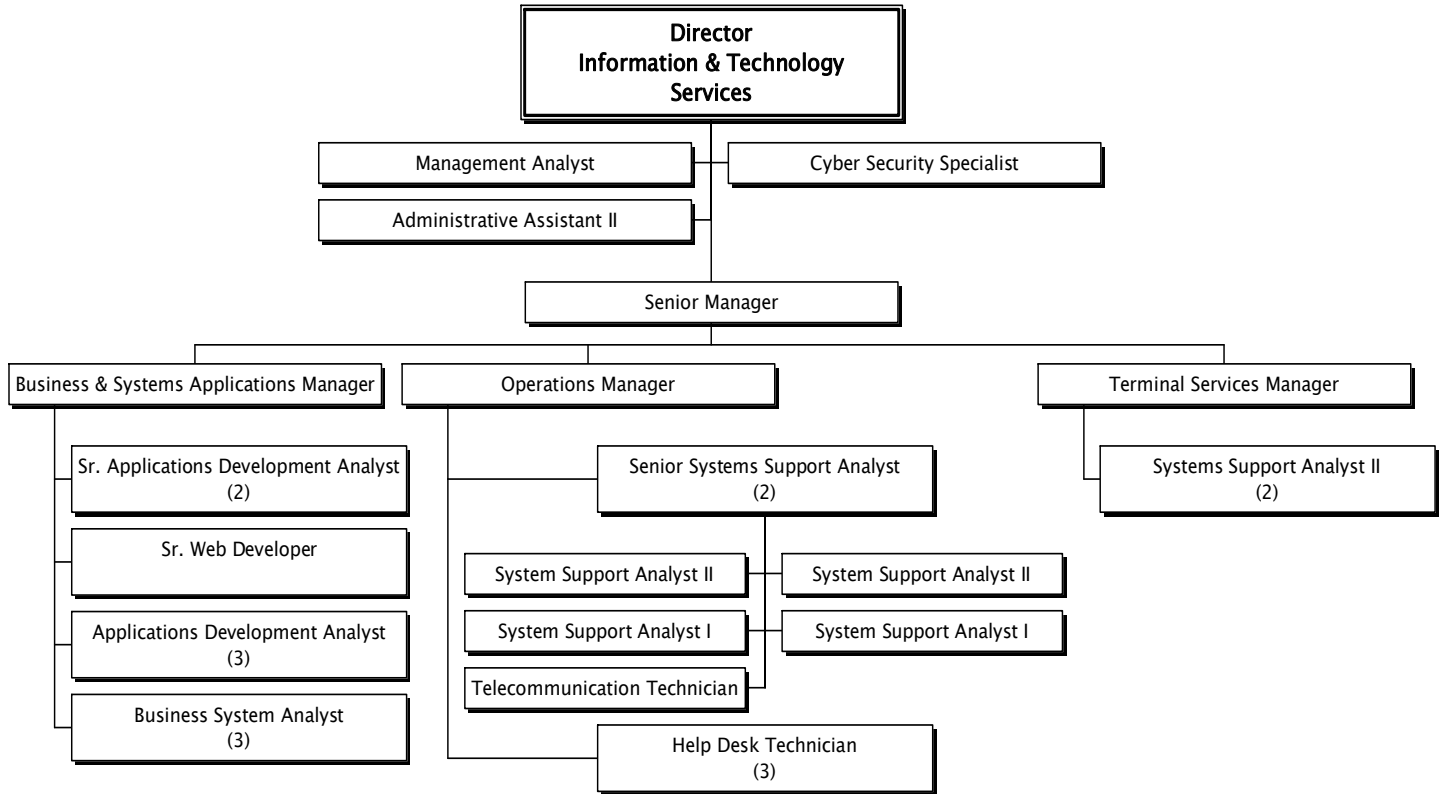 Director
Information & Technology
Services
Management Analyst
Cyber Security Specialist
Administrative Assistant II
Senior Manager
Business & Systems Applications Manager
Operations Manager
Terminal Services Manager
Sr. Applications Development Analyst
(2)
Sr. Web Developer
Applications Development Analyst
(3)
Business System Analyst
(3)
Senior Systems Support Analyst
(2)
System Support Analyst II
System Support Analyst II
System Support Analyst I
System Support Analyst I
Telecommunication Technician
Help Desk Technician
(3)
Systems Support Analyst II
(2)